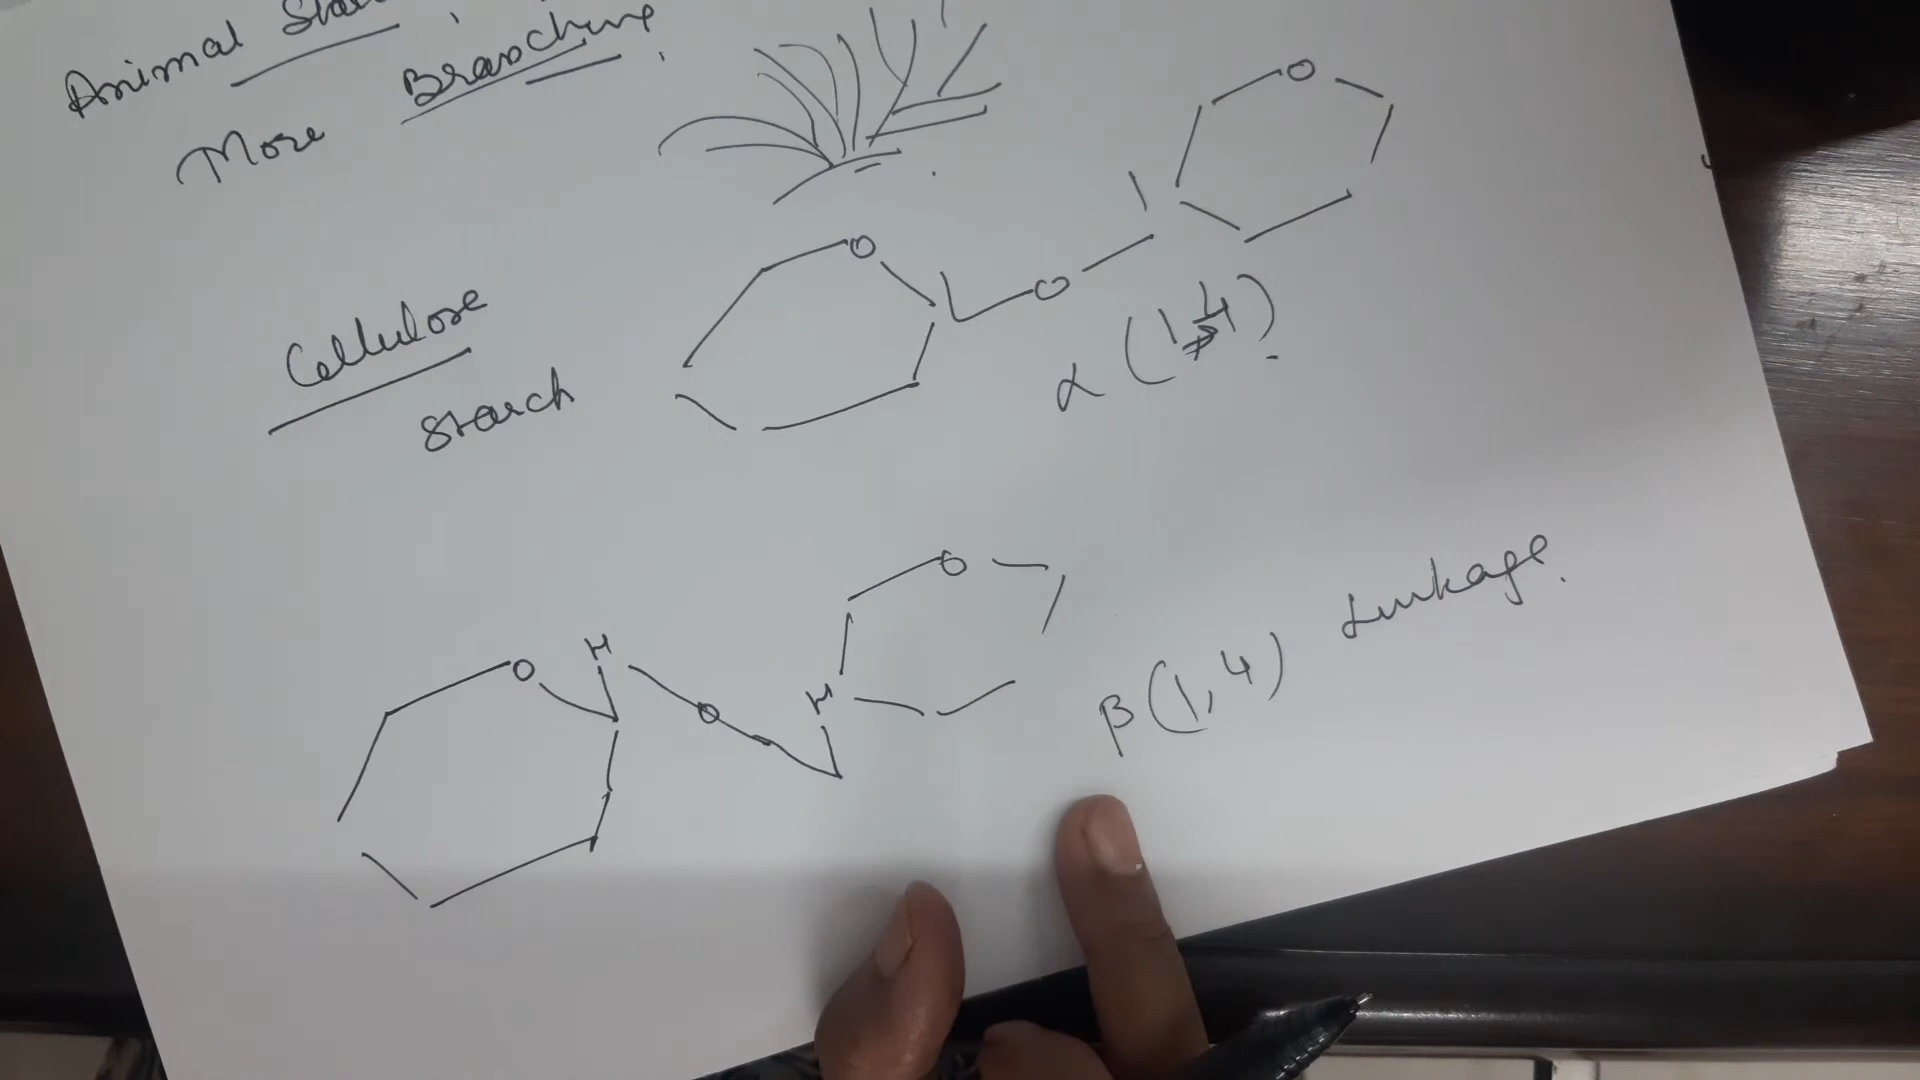 Animal
More Branching.
Cellulose
Starch
O
O
O
α (1→4).
O
H
O
H
O
β (1, 4) Linkage.